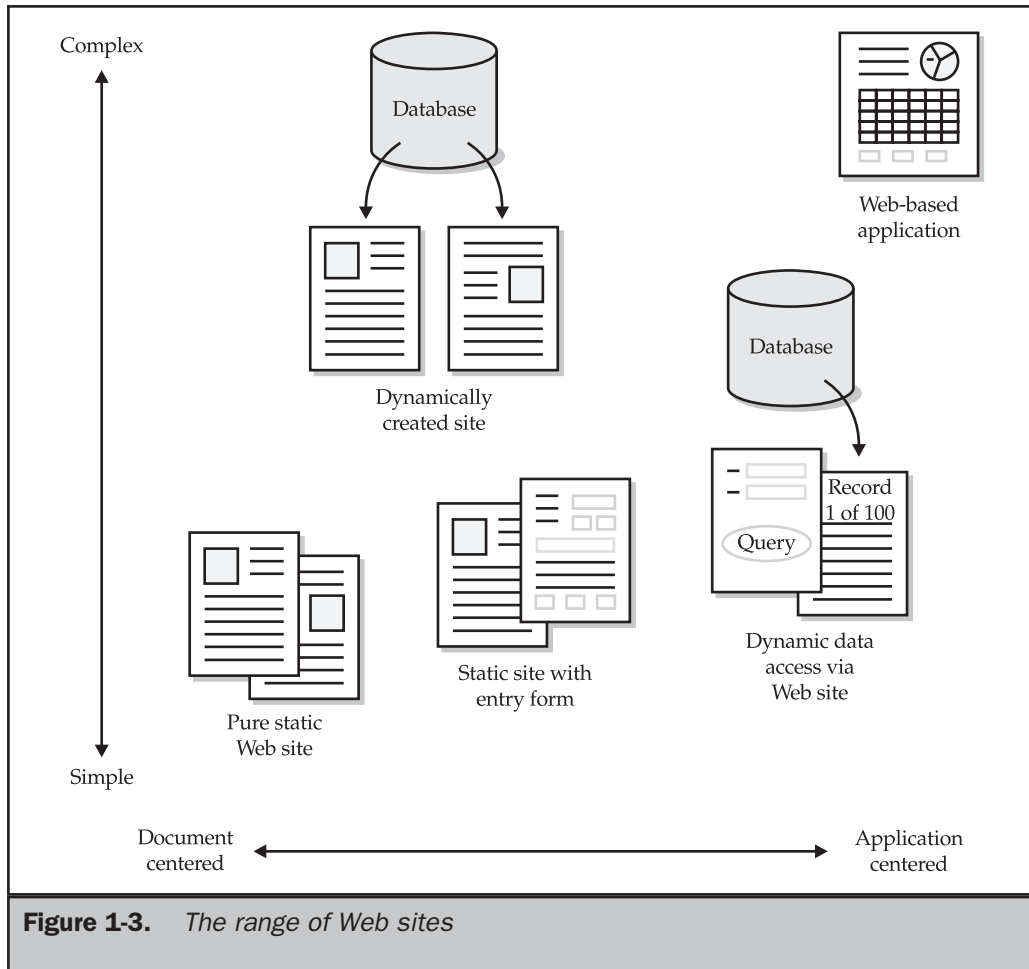 Complex
Database
Web-based
application
Database
Dynamically
created site
Record
1 of 100
Query
Static site with
entry form
Dynamic data
access via
Web site
Pure static
Web site
Simple
Document
centered
Application
centered
Figure 1-3. The range of Web sites